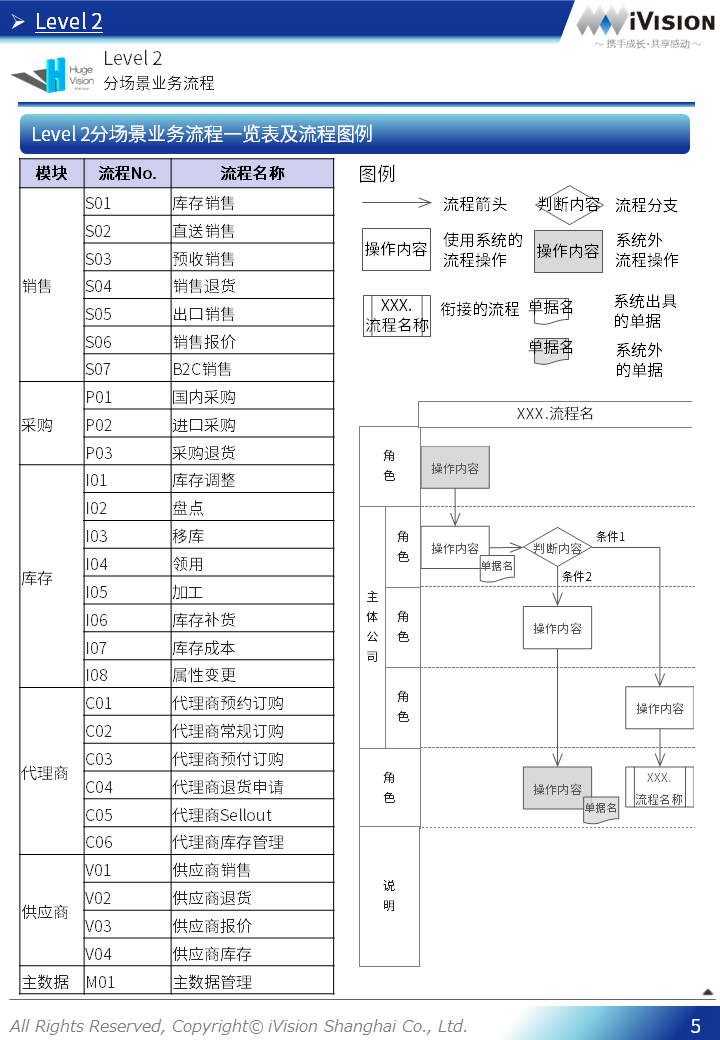 Level 2
iVISION
～ 携手成长·共享感动 ～
Huge
Vision
Level 2
分场景业务流程
Level 2分场景业务流程一览表及流程图例
模块 流程No. 流程名称
销售
S01 库存销售
S02 直送销售
S03 预收销售
S04 销售退货
S05 出口销售
S06 销售报价
S07 B2C销售
采购
P01 国内采购
P02 进口采购
P03 采购退货
库存
I01 库存调整
I02 盘点
I03 移库
I04 领用
I05 加工
I06 库存补货
I07 库存成本
I08 属性变更
代理商
C01 代理商预约订购
C02 代理商常规订购
C03 代理商预付订购
C04 代理商退货申请
C05 代理商Sellout
C06 代理商库存管理
供应商
V01 供应商销售
V02 供应商退货
V03 供应商报价
V04 供应商库存
主数据 M01 主数据管理
图例
流程箭头
判断内容
流程分支
操作内容
使用系统的
流程操作
操作内容
系统外
流程操作
XXX.
流程名称
衔接的流程
单据名
系统出具
的单据
单据名
系统外
的单据
XXX.流程名
角
色
操作内容
主
体
公
司
角
色
操作内容
单据名
判断内容
条件1
条件2
角
色
操作内容
角
色
操作内容
角
色
操作内容
单据名
XXX.
流程名称
说
明
All Rights Reserved, Copyright© iVision Shanghai Co., Ltd.
5